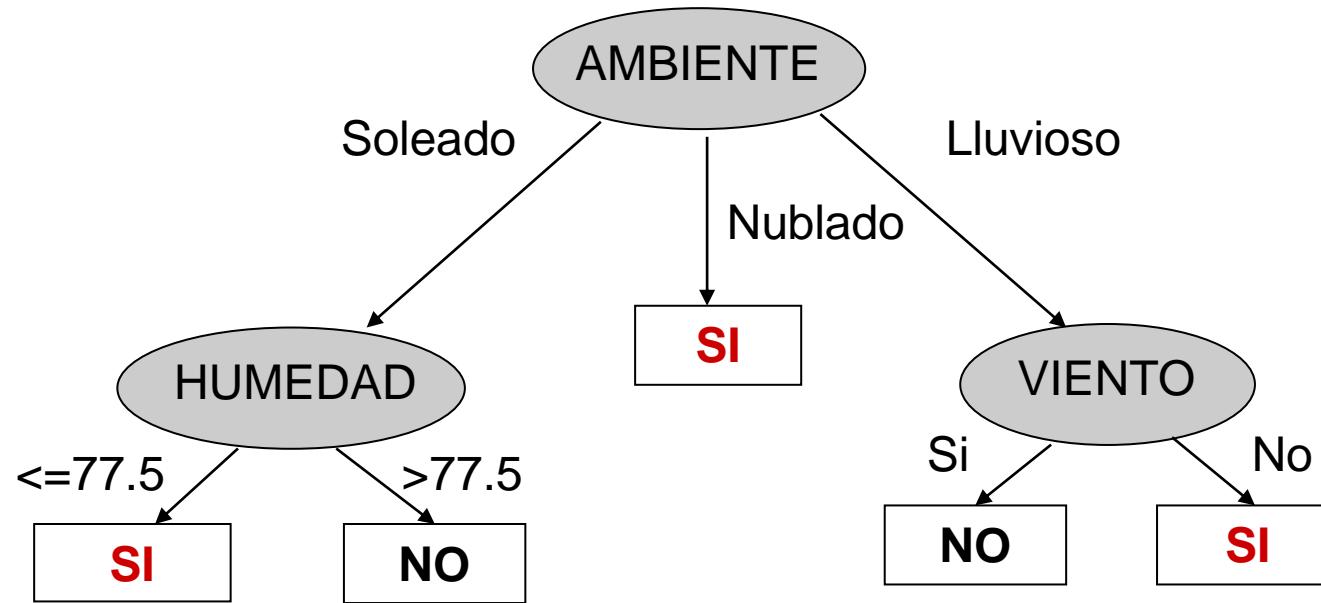 AMBIENTE
Soleado
Lluvioso
Nublado
SI
HUMEDAD
VIENTO
<=77.5
>77.5
Si
No
SI
NO
NO
SI